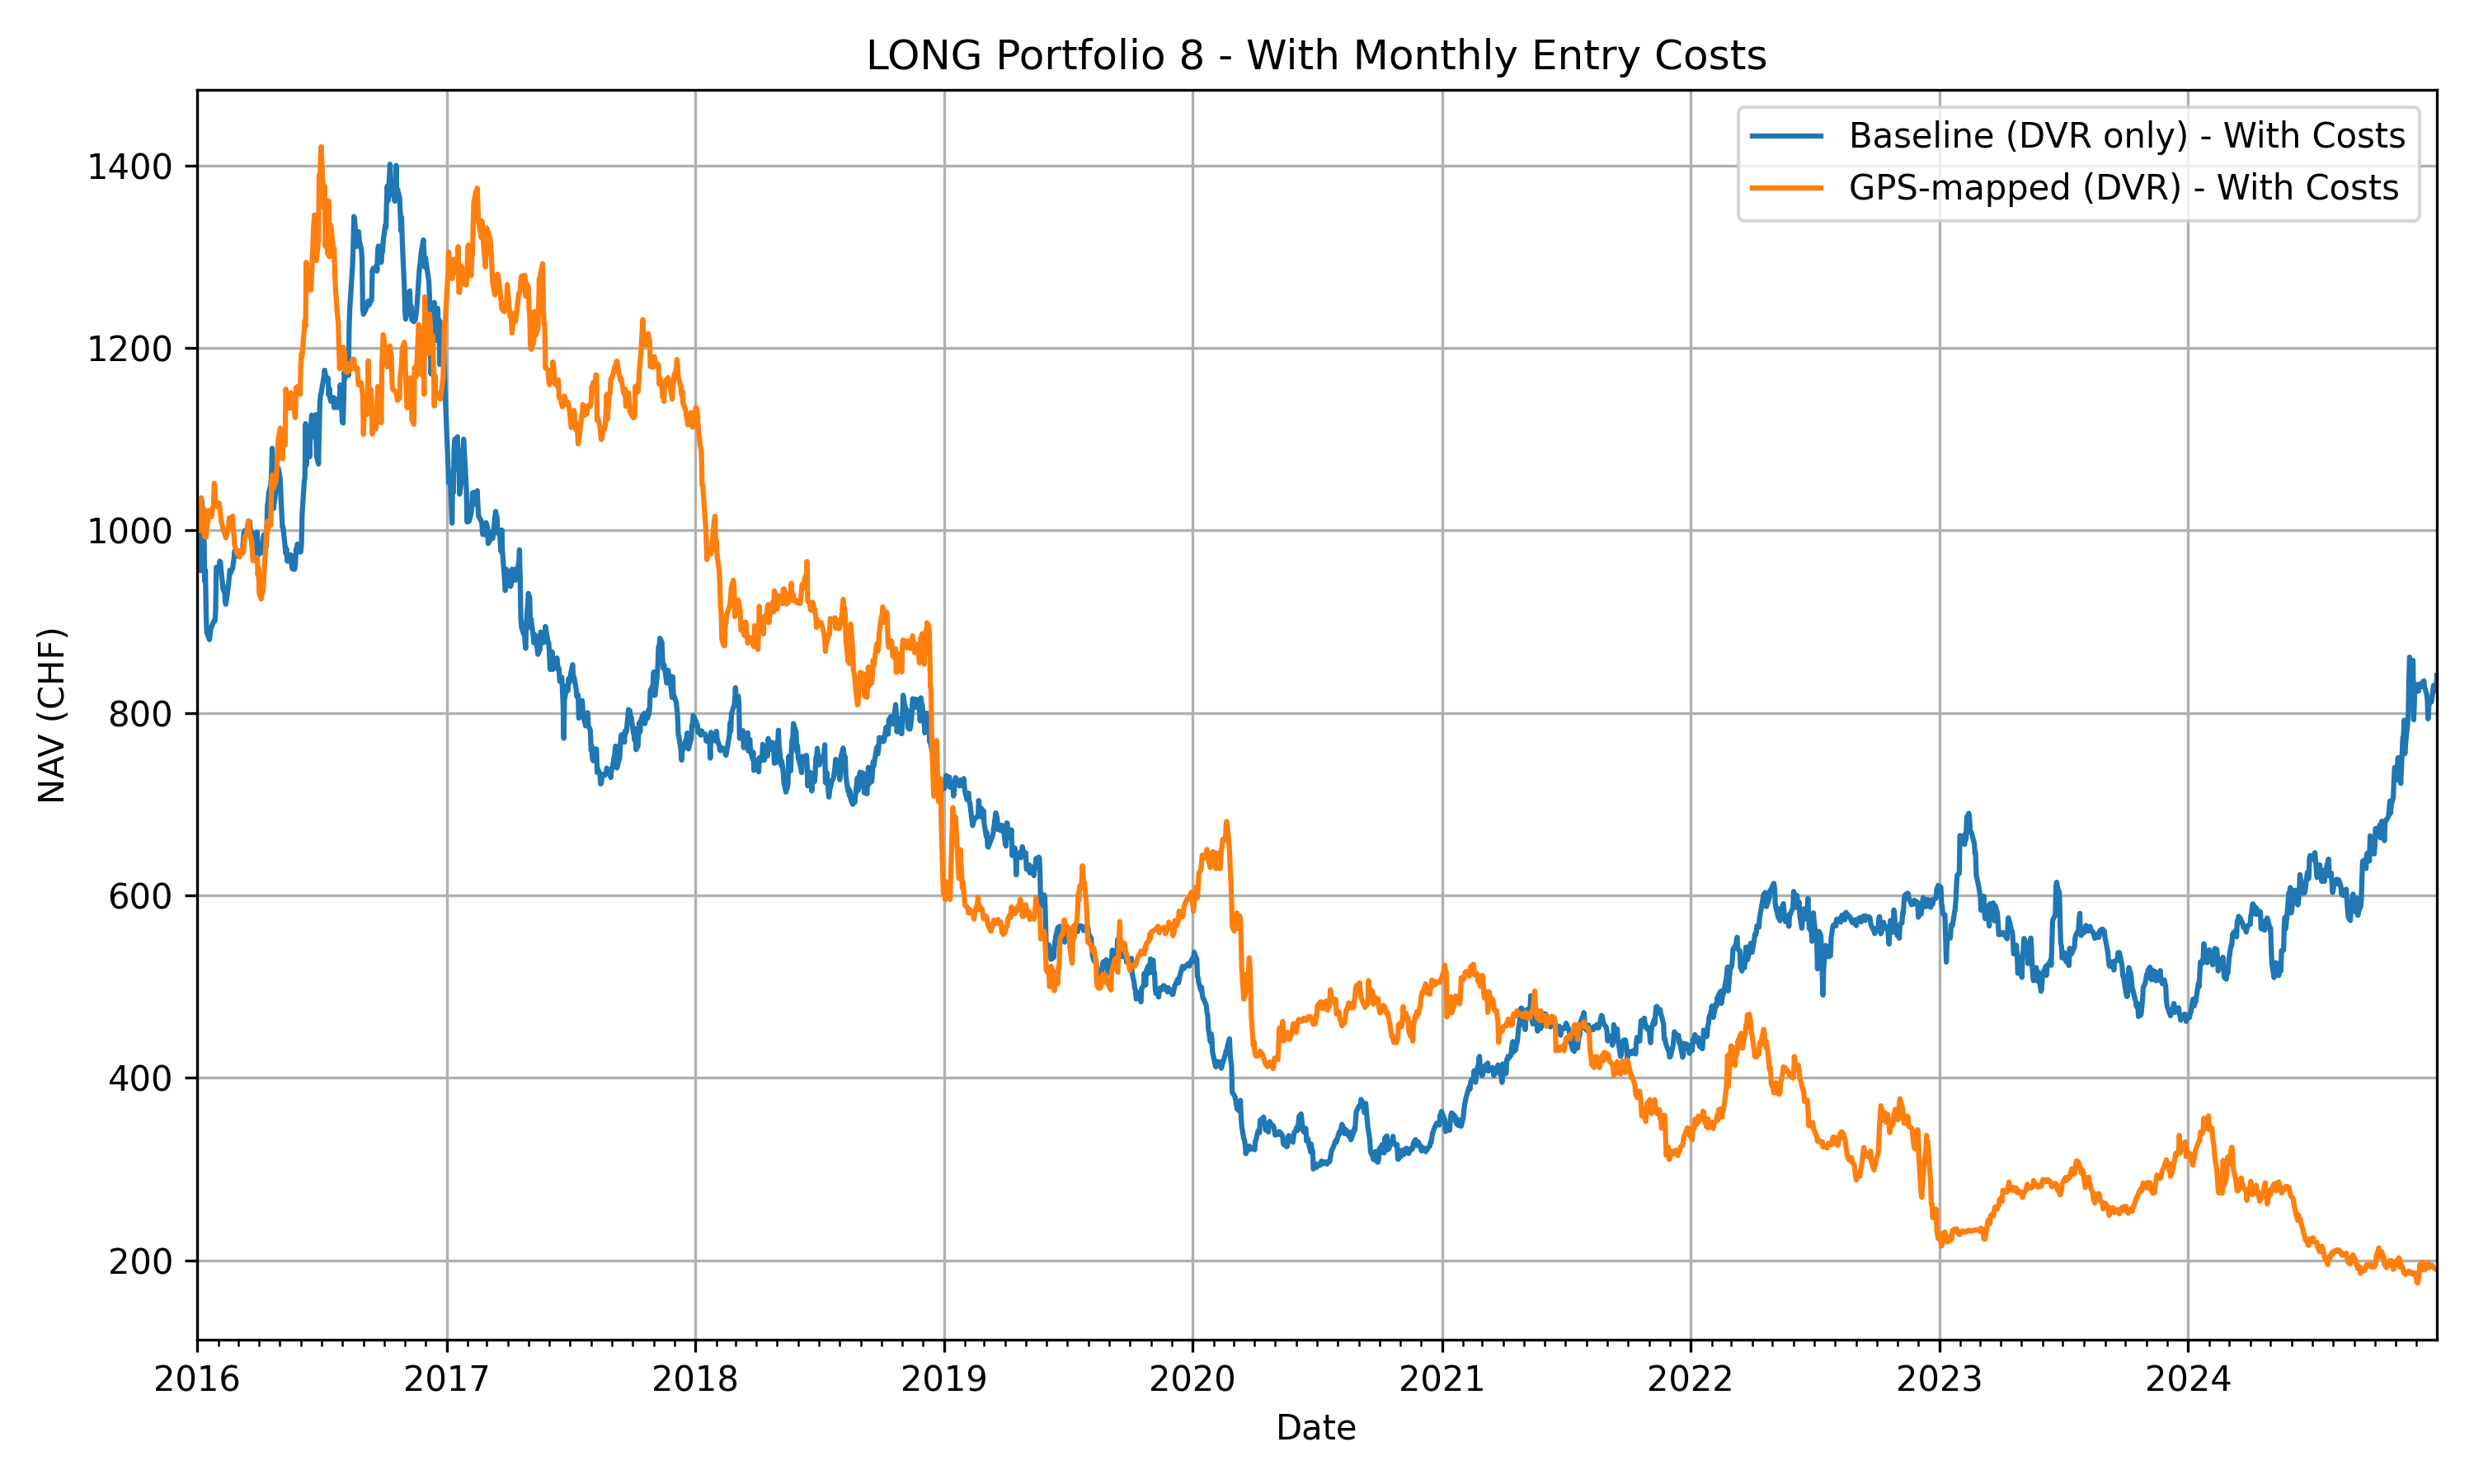 LONG Portfolio 8 - With Monthly Entry Costs
Baseline (DVR only) - With Costs
GPS-mapped (DVR) - With Costs
NAV (CHF)
1400
1200
1000
800
600
400
200
2016 2017 2018 2019 2020 2021 2022 2023 2024
Date